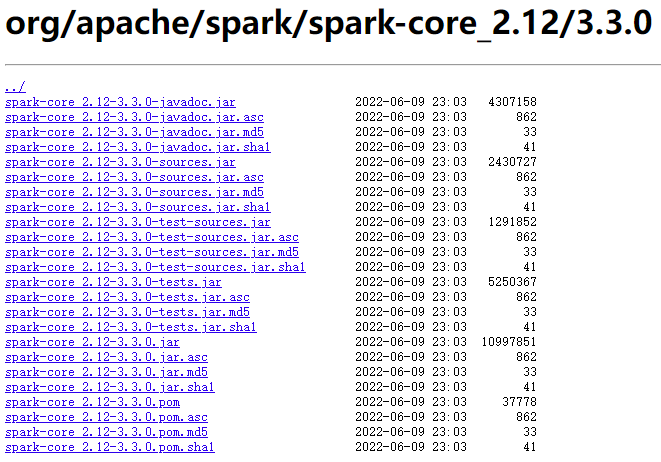 org/apache/spark/spark-core_2.12/3.3.0
../
spark-core_2.12-3.3.0-javadoc.jar 2022-06-09 23:03 4307158
spark-core_2.12-3.3.0-javadoc.jar.asc 2022-06-09 23:03 862
spark-core_2.12-3.3.0-javadoc.jar.md5 2022-06-09 23:03 33
spark-core_2.12-3.3.0-javadoc.jar.sha1 2022-06-09 23:03 41
spark-core_2.12-3.3.0-sources.jar 2022-06-09 23:03 2430727
spark-core_2.12-3.3.0-sources.jar.asc 2022-06-09 23:03 862
spark-core_2.12-3.3.0-sources.jar.md5 2022-06-09 23:03 33
spark-core_2.12-3.3.0-sources.jar.sha1 2022-06-09 23:03 41
spark-core_2.12-3.3.0-test-sources.jar 2022-06-09 23:03 1291852
spark-core_2.12-3.3.0-test-sources.jar.asc 2022-06-09 23:03 862
spark-core_2.12-3.3.0-test-sources.jar.md5 2022-06-09 23:03 33
spark-core_2.12-3.3.0-test-sources.jar.sha1 2022-06-09 23:03 41
spark-core_2.12-3.3.0-tests.jar 2022-06-09 23:03 5250367
spark-core_2.12-3.3.0-tests.jar.asc 2022-06-09 23:03 862
spark-core_2.12-3.3.0-tests.jar.md5 2022-06-09 23:03 33
spark-core_2.12-3.3.0-tests.jar.sha1 2022-06-09 23:03 41
spark-core_2.12-3.3.0.jar 2022-06-09 23:03 10997851
spark-core_2.12-3.3.0.jar.asc 2022-06-09 23:03 862
spark-core_2.12-3.3.0.jar.md5 2022-06-09 23:03 33
spark-core_2.12-3.3.0.jar.sha1 2022-06-09 23:03 41
spark-core_2.12-3.3.0.pom 2022-06-09 23:03 37778
spark-core_2.12-3.3.0.pom.asc 2022-06-09 23:03 862
spark-core_2.12-3.3.0.pom.md5 2022-06-09 23:03 33
spark-core_2.12-3.3.0.pom.sha1 2022-06-09 23:03 41